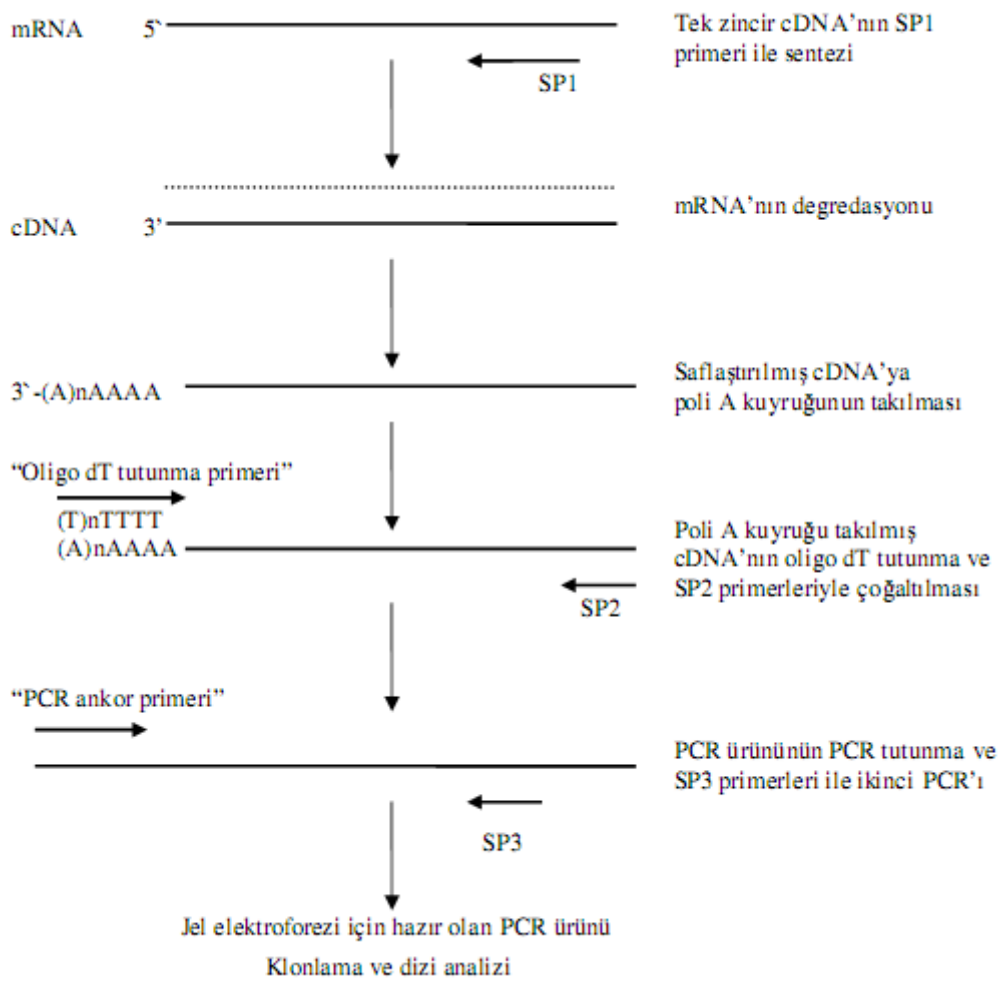 mRNA 5` Tek zincir cDNA’nın SP1
primeri ile sentezi
SP1
mRNA’nın degredasyonu
cDNA 3`
Saflaştırılmış cDNA’ya
3`-(A)nAAAA poli A kuyruğunun takılması
“Oligo dT tutunma primeri”
(T)nTTTT
(A)nAAAA
Poli A kuyruğu takılmış
cDNA’nın oligo dT tutunma ve
SP2 primerleriyle çoğaltılması
SP2
“PCR ankor primeri”
PCR ürününün PCR tutunma ve
SP3 primerleri ile ikinci PCR’ı
SP3
Jel elektroforezi için hazır olan PCR ürünü
Klonlama ve dizi analizi